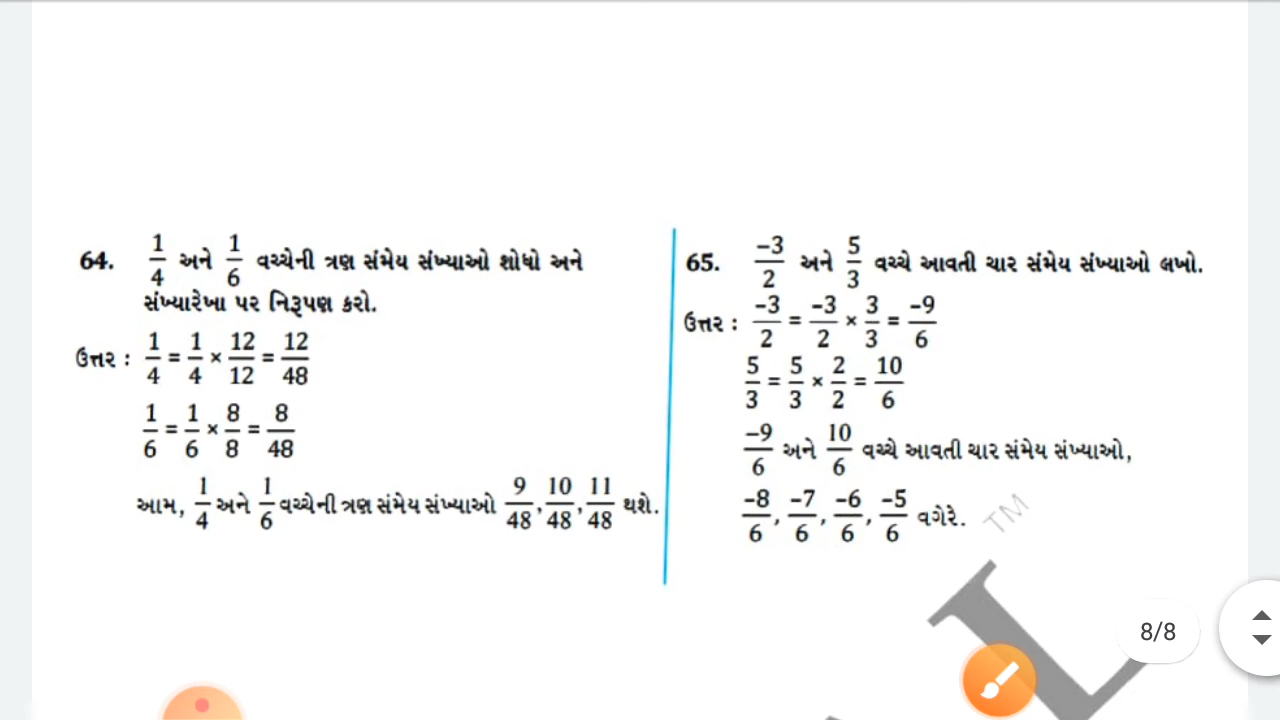 64. 1/4 અને 1/6 વચ્ચેની ત્રણ સંમેય સંખ્યાઓ શોધો અને
સંખ્યારેખા પર નિરૂપણ કરો.
ઉત્તર : 1/4 = 1/4 × 12/12 = 12/48
1/6 = 1/6 × 8/8 = 8/48
આમ, 1/4 અને 1/6 વચ્ચેની ત્રણ સંમેય સંખ્યાઓ 9/48, 10/48, 11/48 થશે.
65. -3/2 અને 5/3 વચ્ચે આવતી ચાર સંમેય સંખ્યાઓ લખો.
ઉત્તર : -3/2 = -3/2 × 3/3 = -9/6
5/3 = 5/3 × 2/2 = 10/6
-9/6 અને 10/6 વચ્ચે આવતી ચાર સંમેય સંખ્યાઓ,
-8/6, -7/6, -6/6, -5/6 વગેરે.
TM
L
8/8